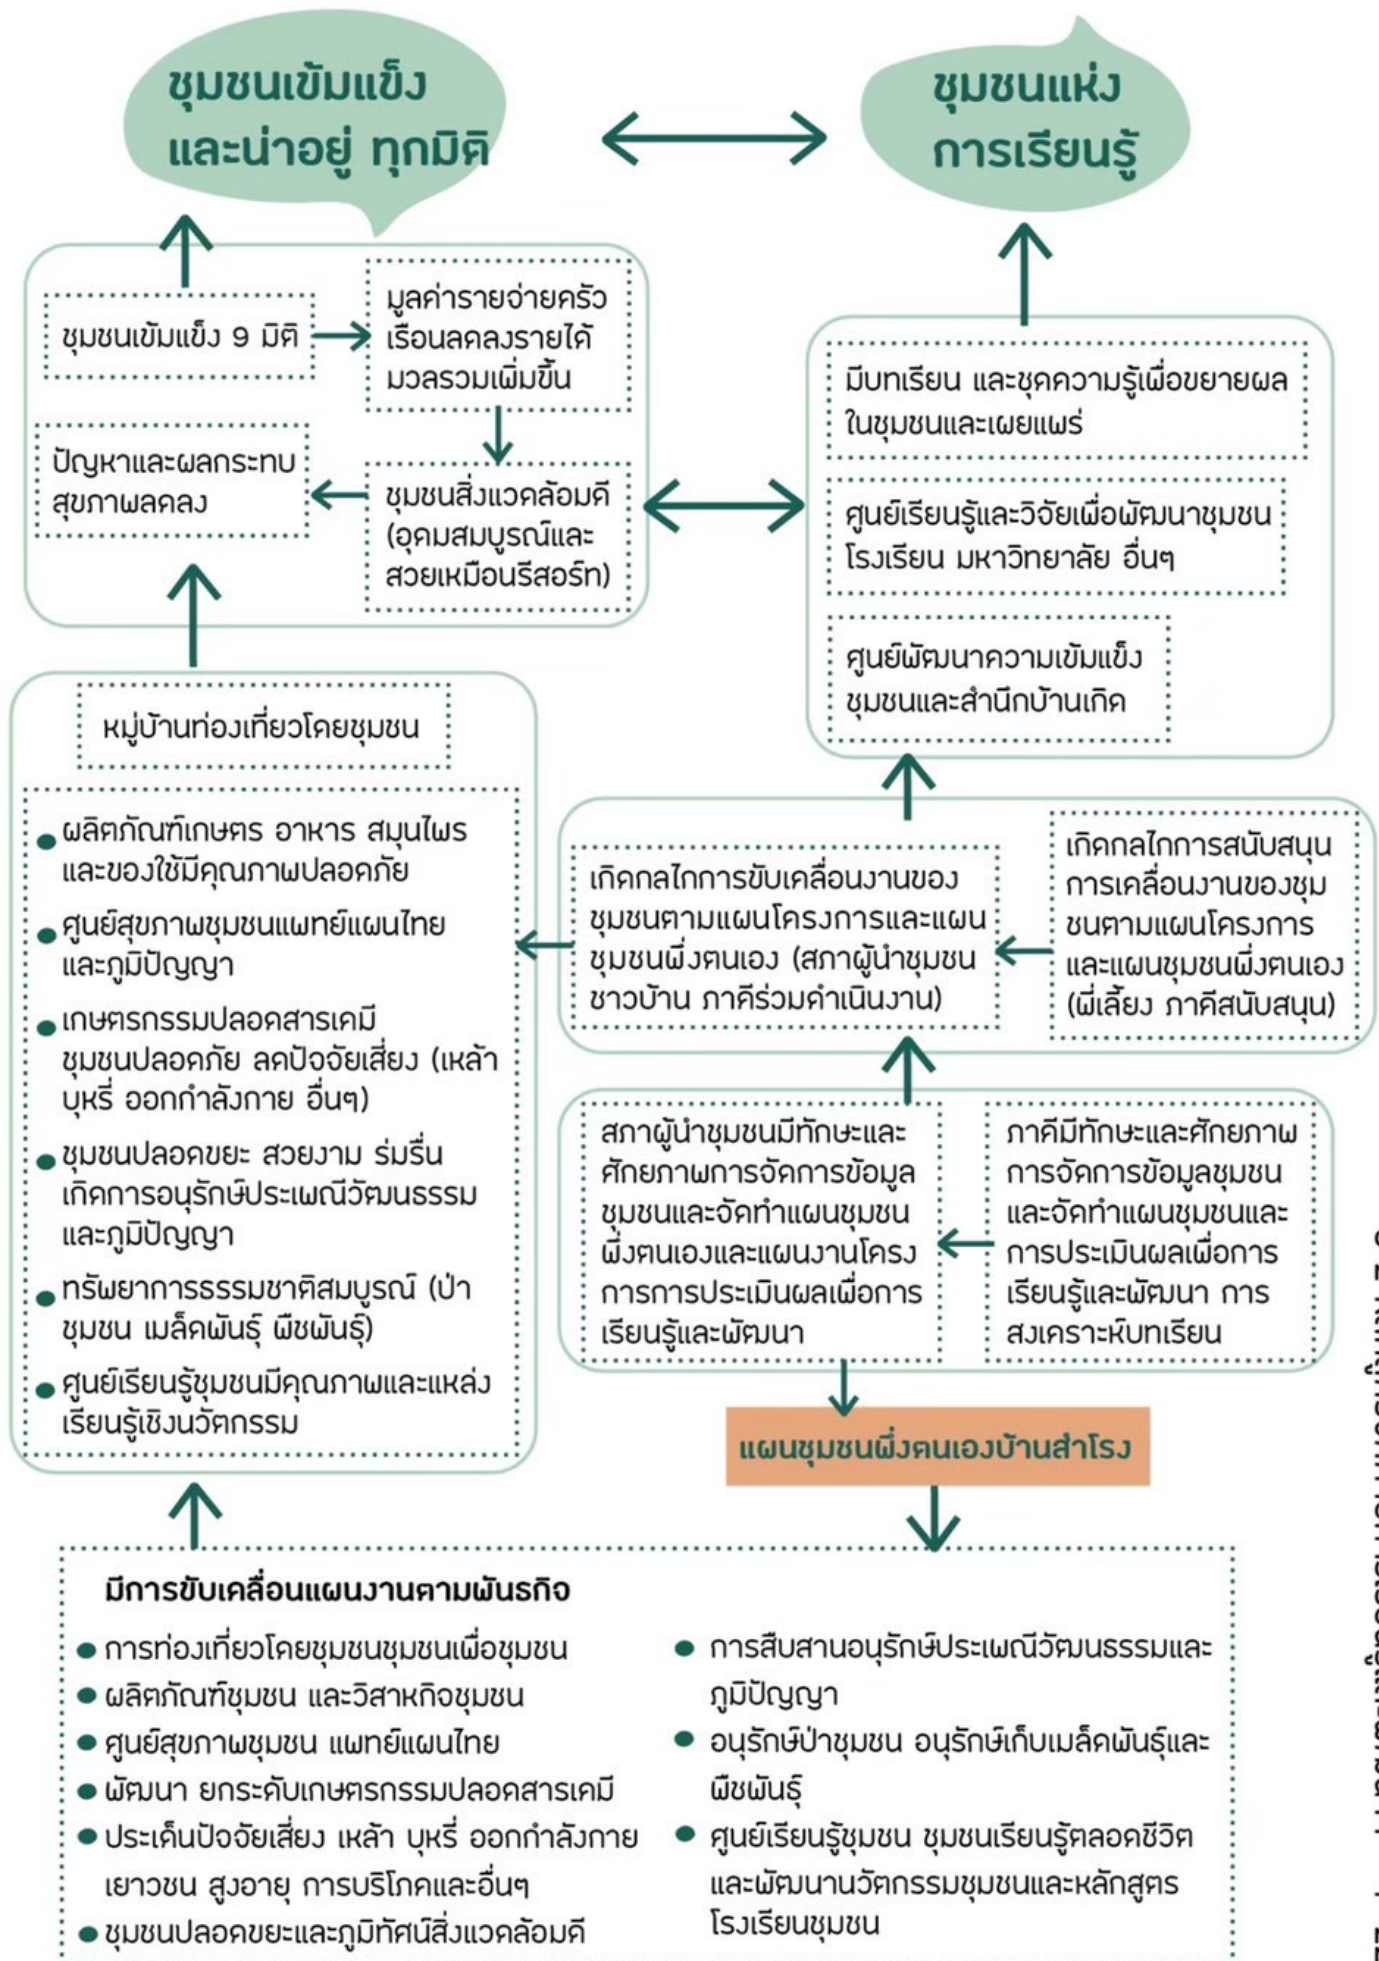 ชุมชนเข้มแข็ง
และน่าอยู่ ทุกมิติ
ชุมชนแห่ง
การเรียนรู้
ชุมชนเข้มแข็ง 9 มิติ
มูลค่ารายจ่ายครัว
เรือนลดลงรายได้
มวลรวมเพิ่มขึ้น
ปัญหาและผลกระทบ
สุขภาพลดลง
ชุมชนสิ่งแวดล้อมดี
(อุดมสมบูรณ์และ
สวยเหมือนรีสอร์ท)
มีบทเรียน และชุดความรู้เพื่อขยายผล
ในชุมชนและเผยแพร่
ศูนย์เรียนรู้และวิจัยเพื่อพัฒนาชุมชน
โรงเรียน มหาวิทยาลัย อื่นๆ
ศูนย์พัฒนาความเข้มแข็ง
ชุมชนและสำนึกบ้านเกิด
หมู่บ้านท่องเที่ยวโดยชุมชน
ผลิตภัณฑ์เกษตร อาหาร สมุนไพร
และของใช้มีคุณภาพปลอดภัย
ศูนย์สุขภาพชุมชนแพทย์แผนไทย
และภูมิปัญญา
เกษตรกรรมปลอดสารเคมี
ชุมชนปลอดภัย ลดปัจจัยเสี่ยง (เหล้า
บุหรี่ ออกกำลังกาย อื่นๆ)
ชุมชนปลอดขยะ สวยงาม ร่มรื่น
เกิดการอนุรักษ์ประเพณีวัฒนธรรม
และภูมิปัญญา
ทรัพยาการธรรมชาติสมบูรณ์ (ป่า
ชุมชน เมล็ดพันธุ์ พืชพันธุ์)
ศูนย์เรียนรู้ชุมชนมีคุณภาพและแหล่ง
เรียนรู้เชิงนวัตกรรม
เกิดกลไกการขับเคลื่อนงานของ
ชุมชนตามแผนโครงการและแผน
ชุมชนพึ่งตนเอง (สภาผู้นำชุมชน
ชาวบ้าน ภาคีร่วมดำเนินงาน)
เกิดกลไกการสนับสนุน
การเคลื่อนงานของชุม
ชนตามแผนโครงการ
และแผนชุมชนพึ่งตนเอง
(พี่เลี้ยง ภาคีสนับสนุน)
สภาผู้นำชุมชนมีทักษะและ
ศักยภาพการจัดการข้อมูล
ชุมชนและจัดทำแผนชุมชน
พึ่งตนเองและแผนงานโครง
การการประเมินผลเพื่อการ
เรียนรู้และพัฒนา
ภาคีมีทักษะและศักยภาพ
การจัดการข้อมูลชุมชน
และจัดทำแผนชุมชนและ
การประเมินผลเพื่อการ
เรียนรู้และพัฒนา การ
สงเคราะห์บทเรียน
แผนชุมชนพึ่งตนเองบ้านสำโรง
มีการขับเคลื่อนแผนงานตามพันธกิจ
การท่องเที่ยวโดยชุมชนชุมชนเพื่อชุมชน
ผลิตภัณฑ์ชุมชน และวิสาหกิจชุมชน
ศูนย์สุขภาพชุมชน แพทย์แผนไทย
พัฒนา ยกระดับเกษตรกรรมปลอดสารเคมี
ประเด็นปัจจัยเสี่ยง เหล้า บุหรี่ ออกกำลังกาย
เยาวชน สูงอายุ การบริโภคและอื่นๆ
ชุมชนปลอดขยะและภูมิทัศน์สิ่งแวดล้อมดี
การสืบสานอนุรักษ์ประเพณีวัฒนธรรมและ
ภูมิปัญญา
อนุรักษ์ป่าชุมชน อนุรักษ์เก็บเมล็ดพันธุ์และ
พืชพันธุ์
ศูนย์เรียนรู้ชุมชน ชุมชนเรียนรู้ตลอดชีวิต
และพัฒนานวัตกรรมชุมชนและหลักสูตร
โรงเรียนชุมชน